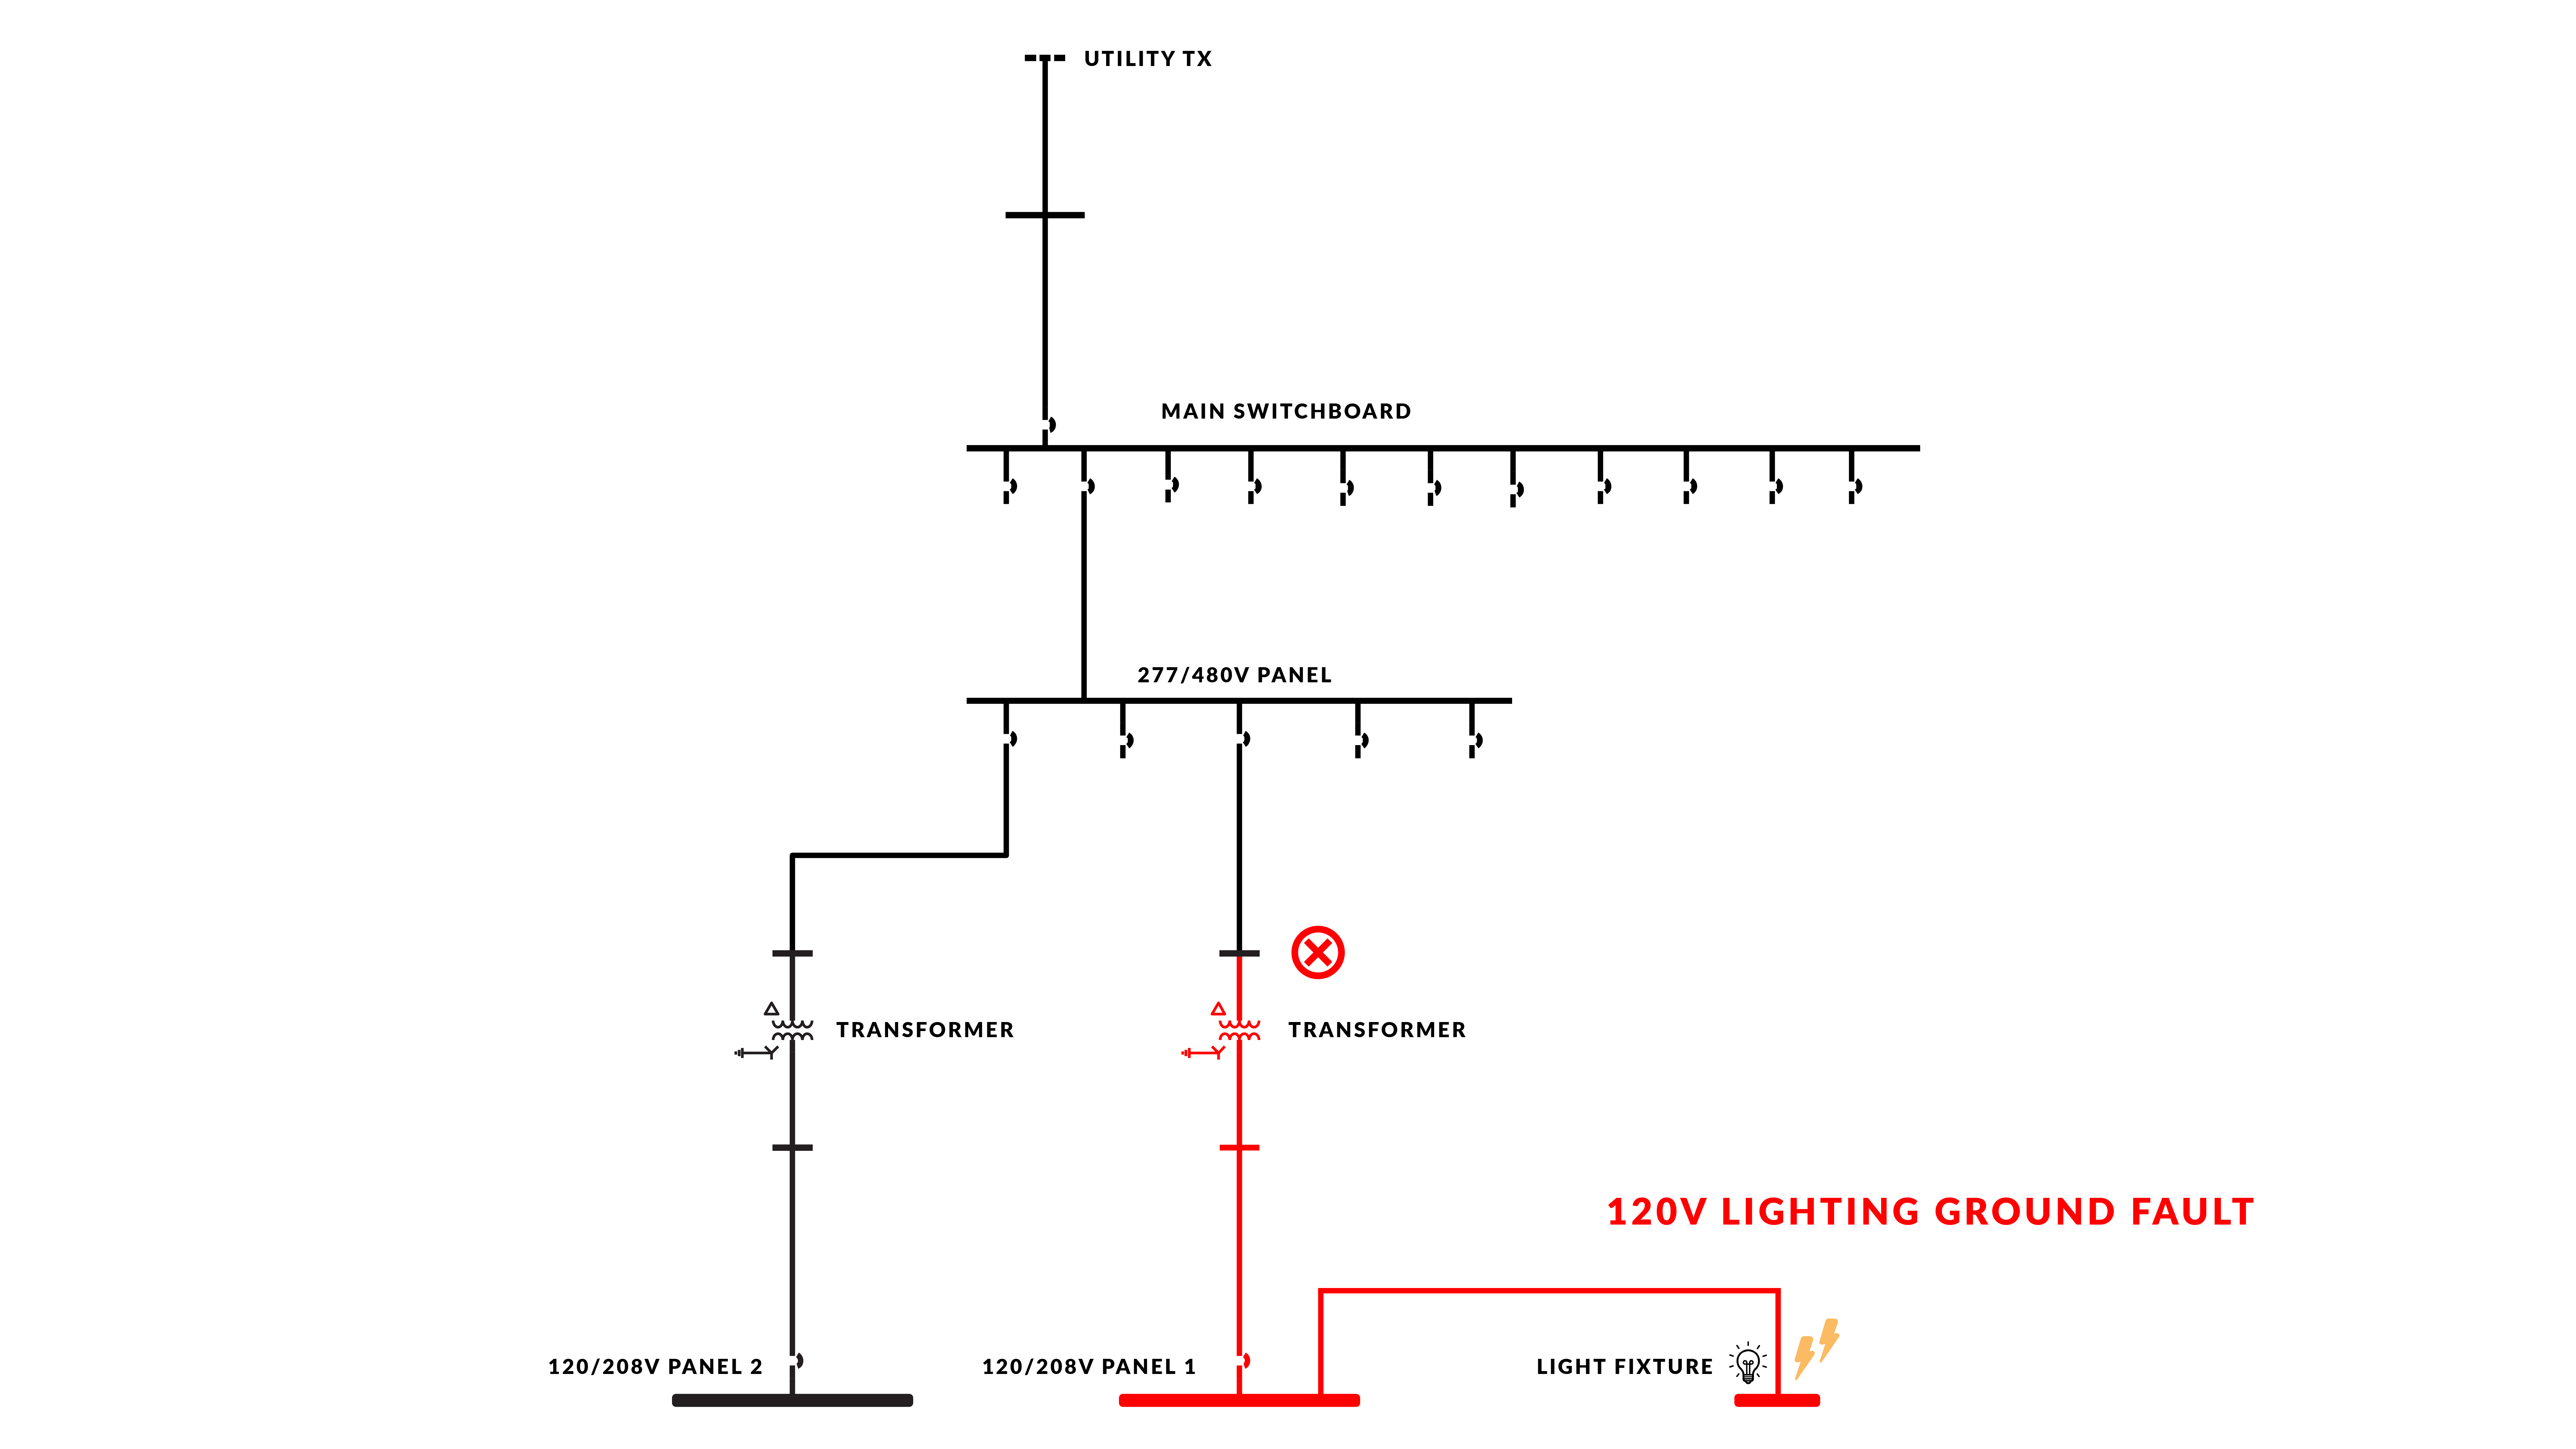 UTILITY TX
MAIN SWITCHBOARD
277/480V PANEL
TRANSFORMER
TRANSFORMER
120V LIGHTING GROUND FAULT
120/208V PANEL 2
120/208V PANEL 1
LIGHT FIXTURE